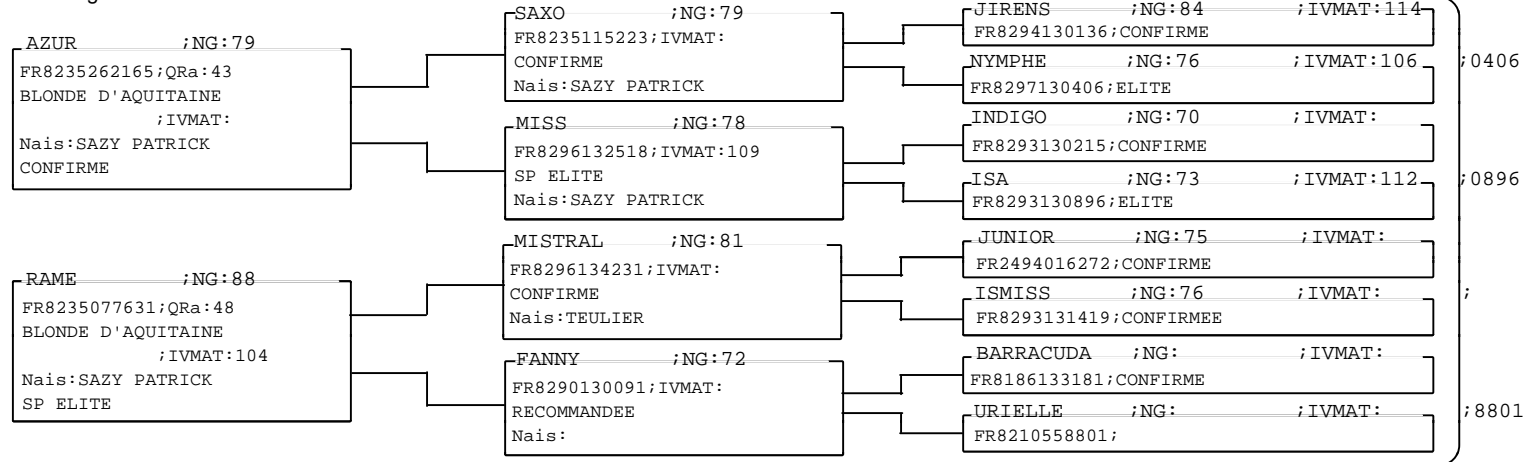 AZUR ;NG:79
FR8235262165;QRa:43
BLONDE D'AQUITAINE
;IVMAT:
Nais:SAZY PATRICK
CONFIRME
RAME ;NG:88
FR8235077631;QRa:48
BLONDE D'AQUITAINE
;IVMAT:104
Nais:SAZY PATRICK
SP ELITE
SAXO ;NG:79
FR8235115223;IVMAT:
CONFIRME
Nais:SAZY PATRICK
MISS ;NG:78
FR8296132518;IVMAT:109
SP ELITE
Nais:SAZY PATRICK
MISTRAL ;NG:81
FR8296134231;IVMAT:
CONFIRME
Nais:TEULIER
FANNY ;NG:72
FR8290130091;IVMAT:
RECOMMANDEE
Nais:
JIRENS ;NG:84 ;IVMAT:114
FR8294130136;CONFIRME
NYMPHE ;NG:76 ;IVMAT:106
FR8297130406;ELITE
INDIGO ;NG:70 ;IVMAT:
FR8293130215;CONFIRME
ISA ;NG:73 ;IVMAT:112
FR8293130896;ELITE
JUNIOR ;NG:75 ;IVMAT:
FR2494016272;CONFIRME
ISMISS ;NG:76 ;IVMAT:
FR8293131419;CONFIRMEE
BARRACUDA ;NG: ;IVMAT:
FR8186133181;CONFIRME
URIELLE ;NG: ;IVMAT:
FR8210558801;
;0406
;0896
;
;8801